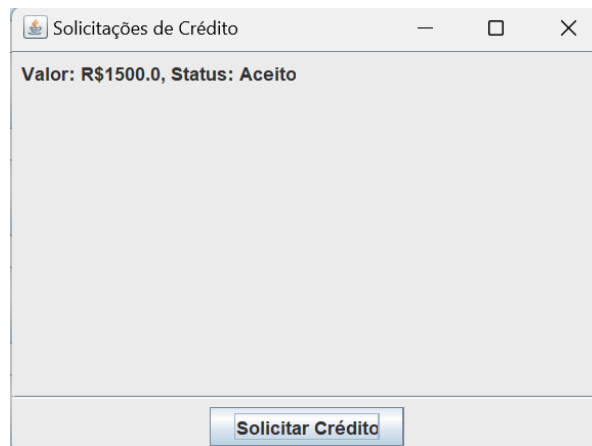 Solicitações de Crédito
Valor: R$1500.0, Status: Aceito
Solicitar Crédito